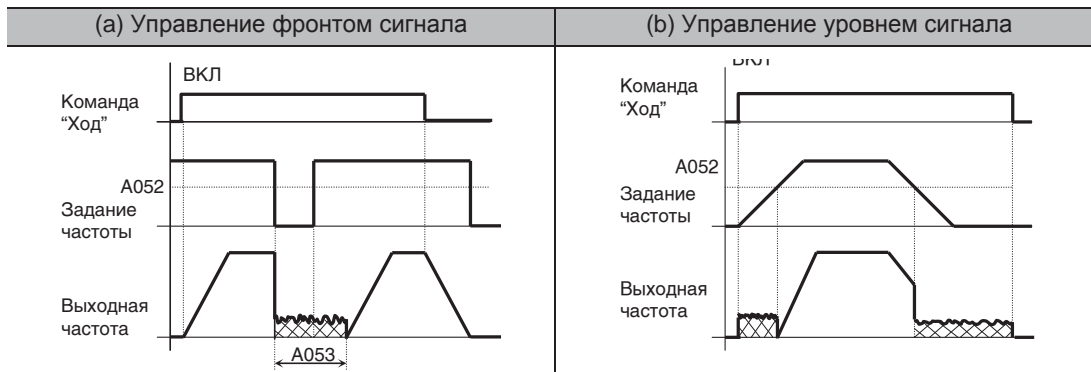 (a) Управление фронтом сигнала
(b) Управление уровнем сигнала
ВКЛ
Команда
“Ход”
A052
Задание
частоты
Выходная
частота
A053
ВКЛ
Команда
“Ход”
A052
Задание
частоты
Выходная
частота